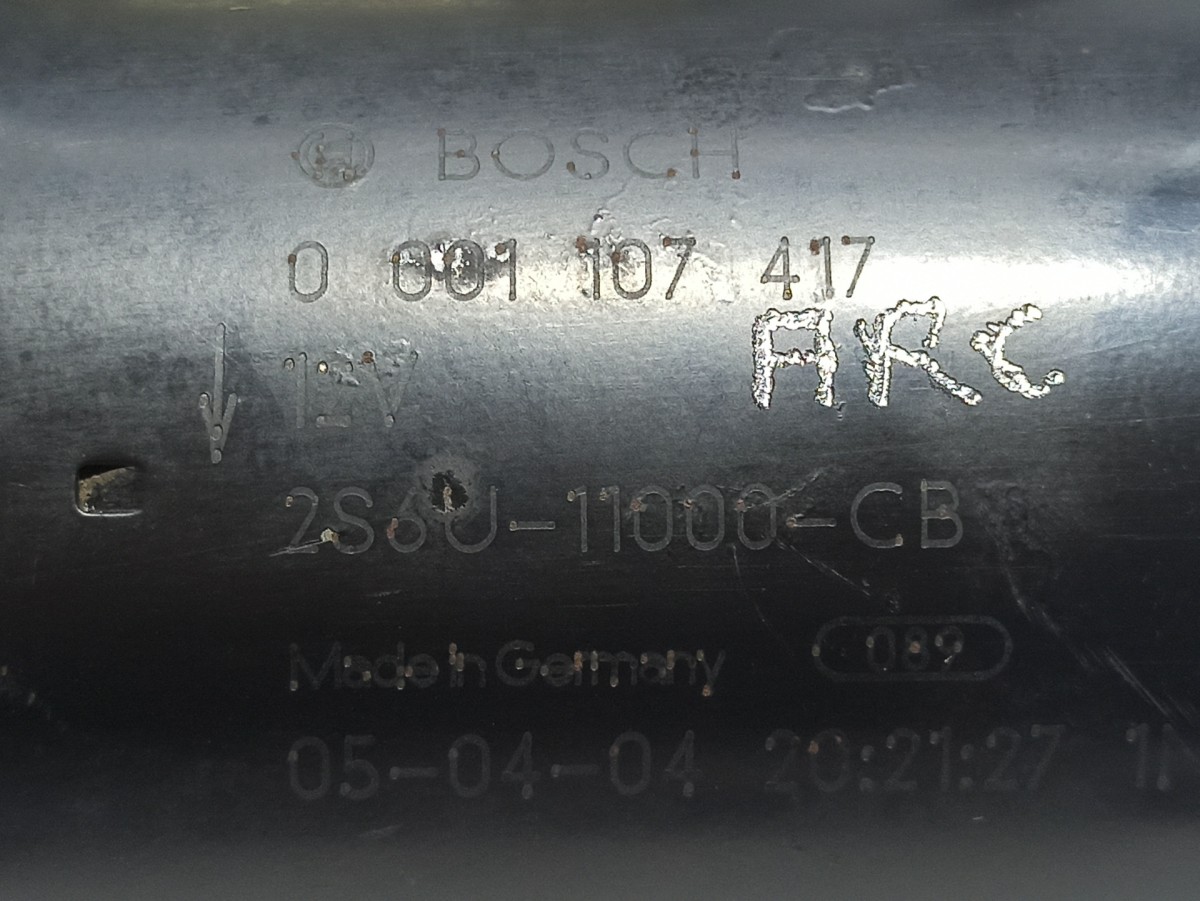 BOSCH
0 001 107 417
ARC
12V
2S6U-11000-CB
Made in Germany 089
05-04-04 20:21:27